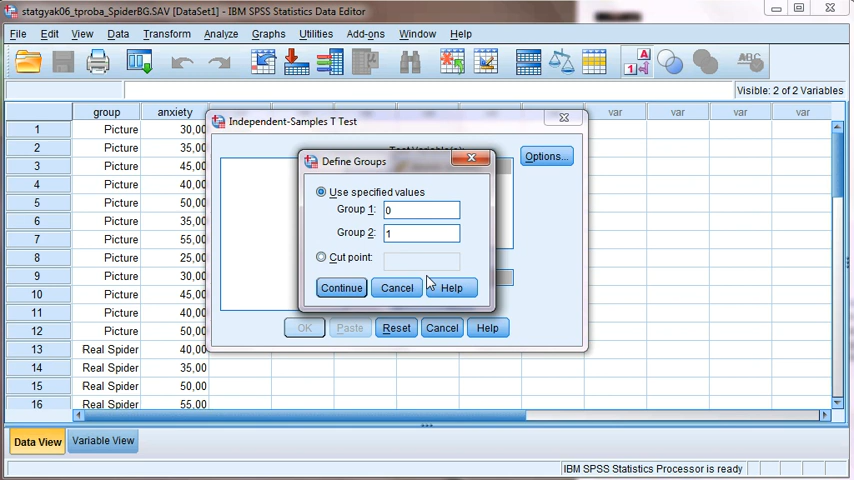 statgyak06_tproba_SpiderBG.SAV [DataSet1] - IBM SPSS Statistics Data Editor
File Edit View Data Transform Analyze Graphs Utilities Add-ons Window Help
Visible: 2 of 2 Variables
group anxiety var var var var
Independent-Samples T Test
1 Picture 30,00
2 Picture 35,00
3 Picture 45,00
4 Picture 40,00
5 Picture 50,00
6 Picture 35,00
7 Picture 55,00
8 Picture 25,00
9 Picture 30,00
10 Picture 45,00
11 Picture 40,00
12 Picture 50,00
13 Real Spider 40,00
14 Real Spider 35,00
15 Real Spider 50,00
16 Real Spider 55,00
Options...
Define Groups
Use specified values
Group 1: 0
Group 2: 1
Cut point:
Continue Cancel Help
OK Paste Reset Cancel Help
Data View Variable View
IBM SPSS Statistics Processor is ready